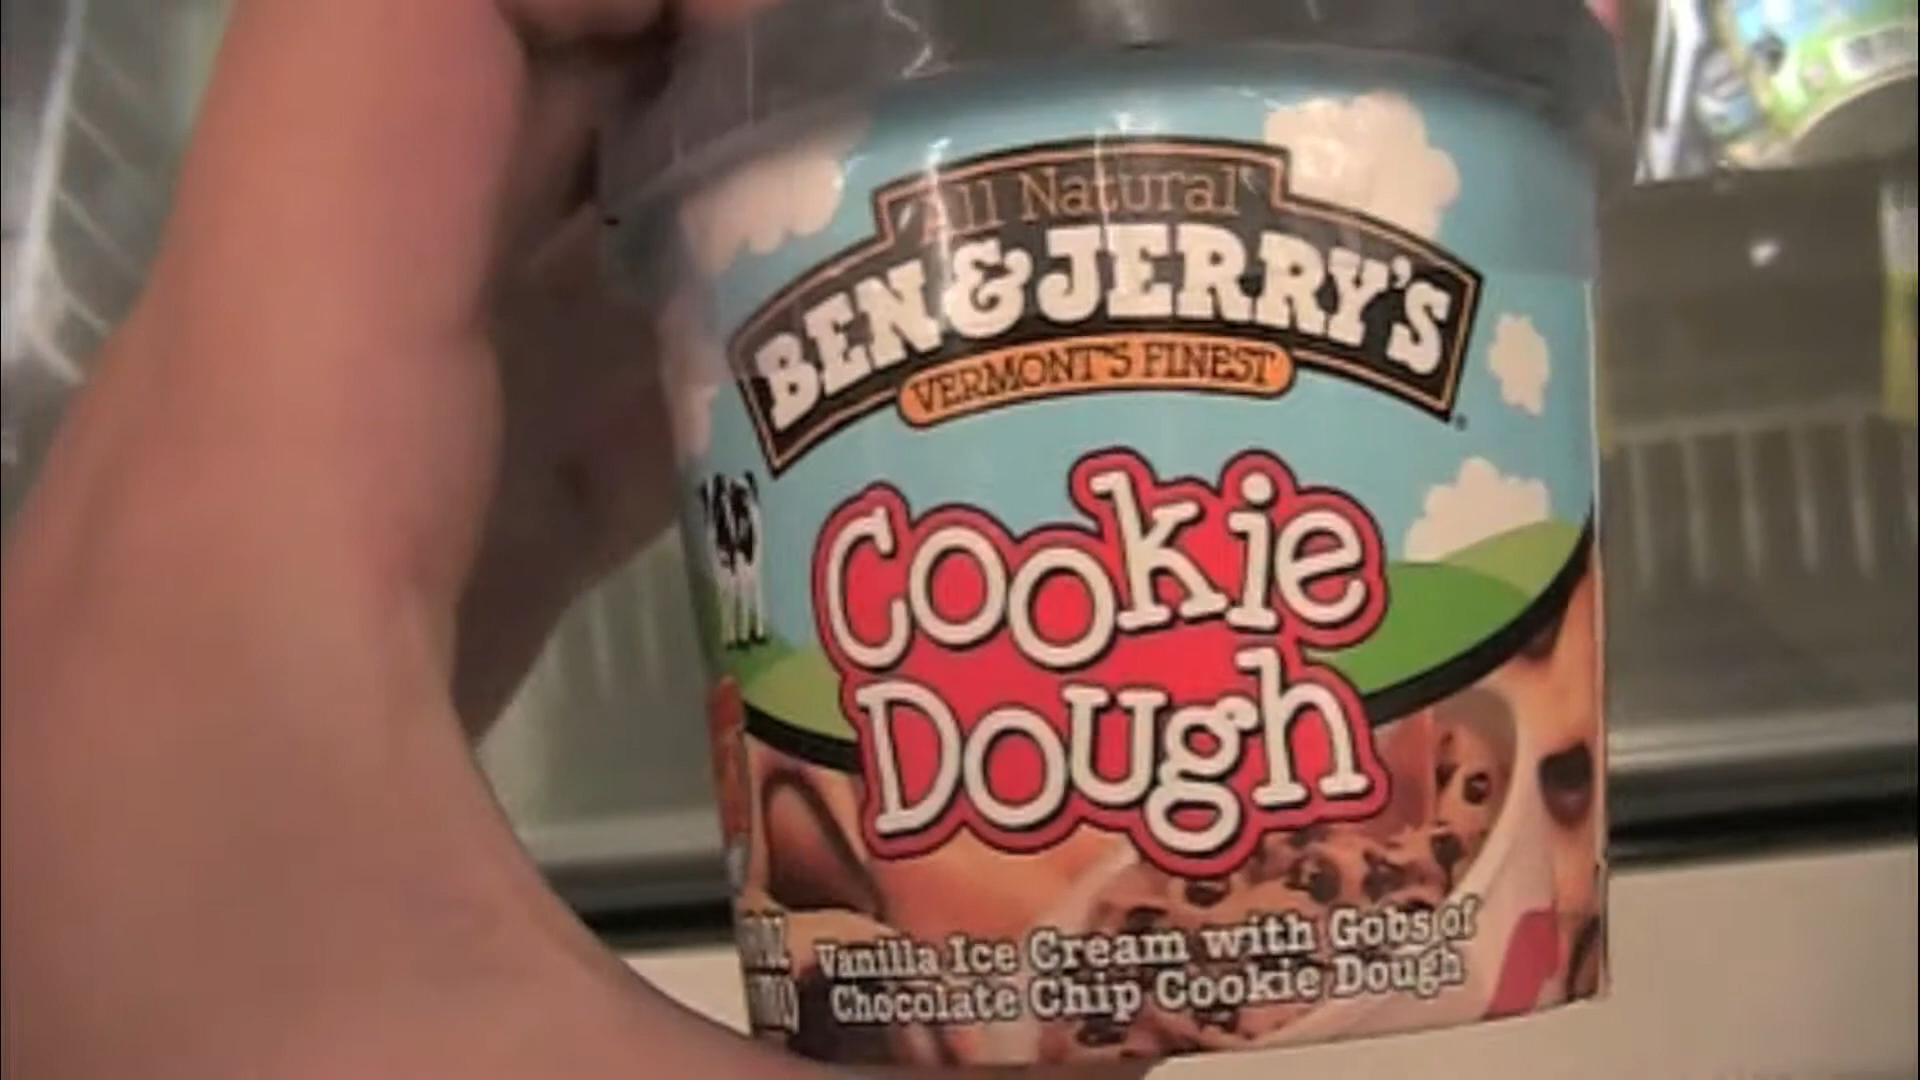 All Natural
BEN & JERRY'S
VERMONT'S FINEST
Cookie
Dough
Vanilla Ice Cream with Gobs of
Chocolate Chip Cookie Dough